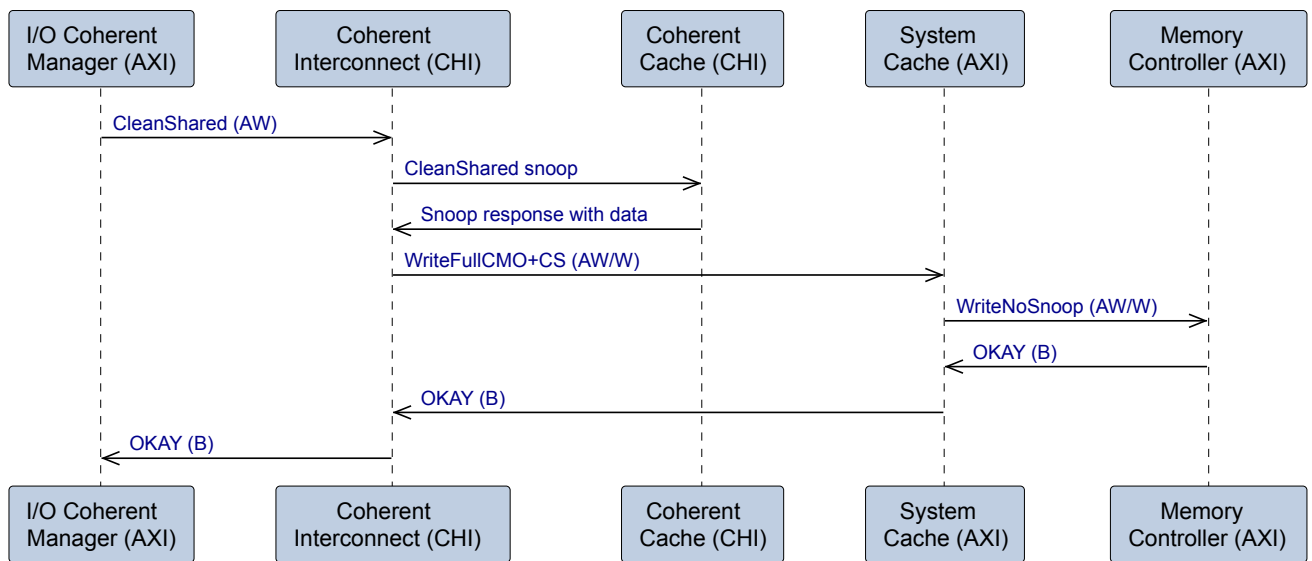 I/O Coherent
Manager (AXI)
Coherent
Interconnect (CHI)
Coherent
Cache (CHI)
System
Cache (AXI)
Memory
Controller (AXI)
CleanShared (AW)
CleanShared snoop
Snoop response with data
WriteFullCMO+CS (AW/W)
WriteNoSnoop (AW/W)
OKAY (B)
OKAY (B)
OKAY (B)
I/O Coherent
Manager (AXI)
Coherent
Interconnect (CHI)
Coherent
Cache (CHI)
System
Cache (AXI)
Memory
Controller (AXI)